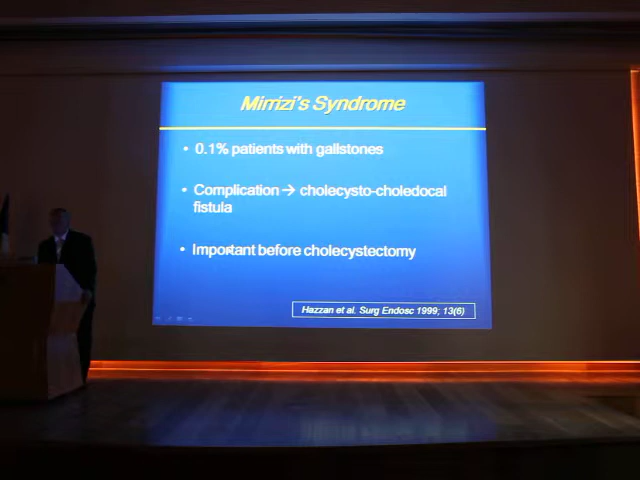 Mirrizi's Syndrome
• 0.1% patients with gallstones
• Complication → cholecysto-choledocal
fistula
• Important before cholecystectomy
Hazzan et al. Surg Endosc 1999; 13(6)